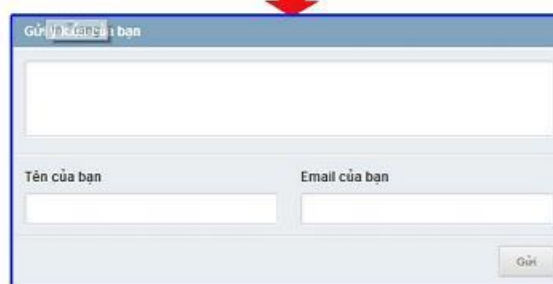 Gửi bạn
Tên của bạn
Email của bạn
Gửi